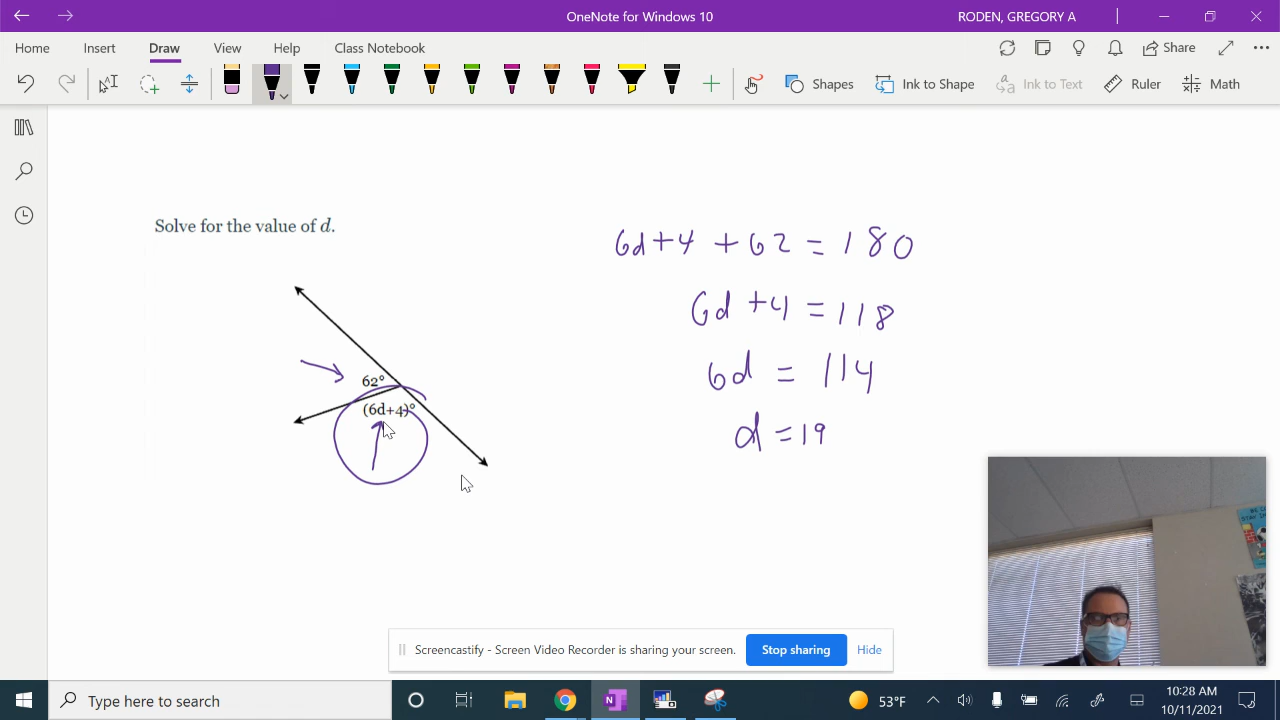 OneNote for Windows 10
RODEN, GREGORY A
Home Insert Draw View Help Class Notebook
Share
Shapes Ink to Shape Ink to Text Ruler Math
Solve for the value of d.
6d+4 + 62 = 180
6d +4 = 118
6d = 114
d = 19
62°
(6d+4)°
Screencastify - Screen Video Recorder is sharing your screen. Stop sharing Hide
Type here to search
53°F
10:28 AM
10/11/2021